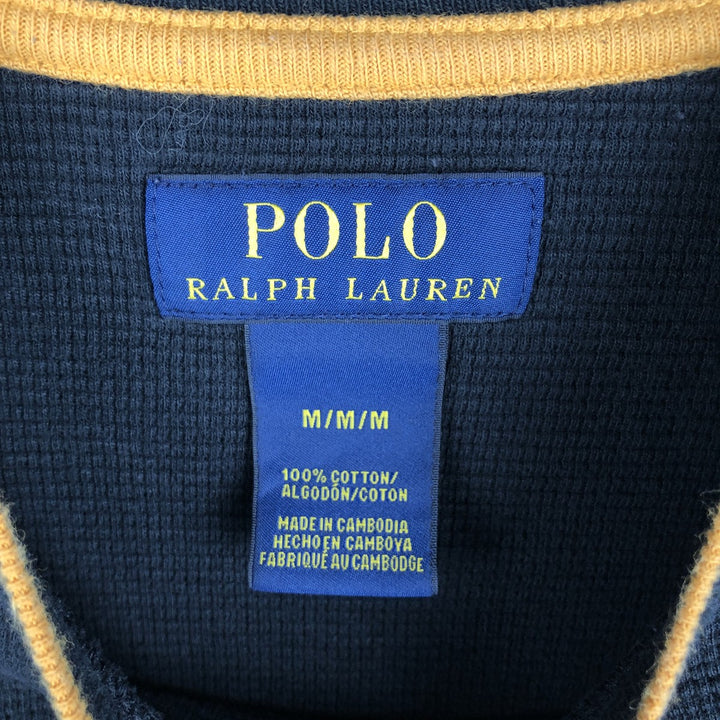 POLO
RALPH LAUREN
M/M/M
100% COTTON/
ALGODÓN/COTON
MADE IN CAMBODIA
HECHO EN CAMBOYA
FABRIQUÉ AU CAMBODGE